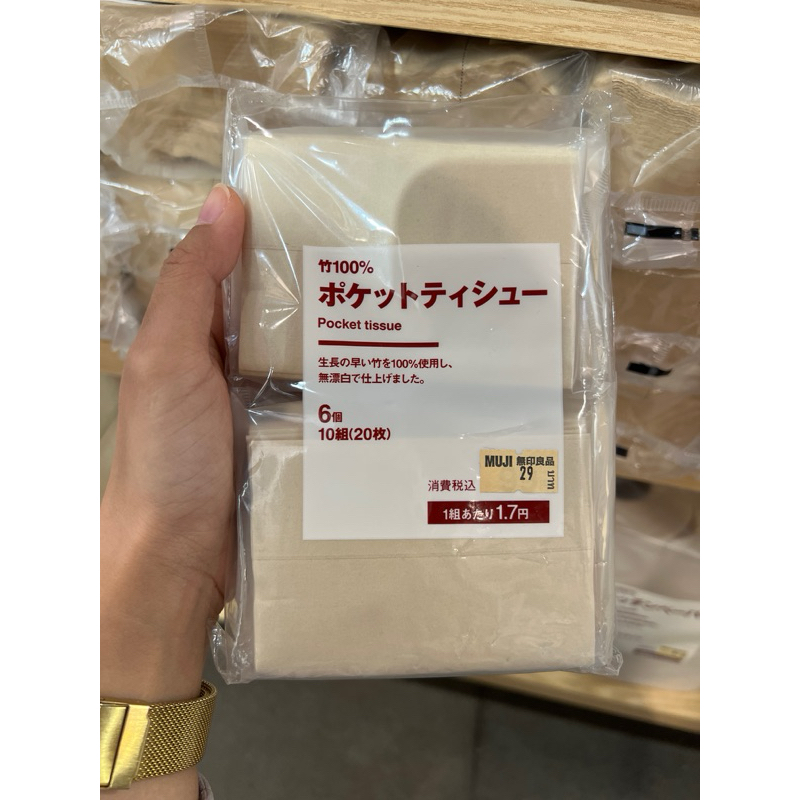 竹100%
ポケットティシュー
Pocket tissue
生長の早い竹を100%使用し、
無漂白で仕上げました。
6個
10組(20枚)
消費税込
MUJI 無印良品
29 บาท
1組あたり1.7円